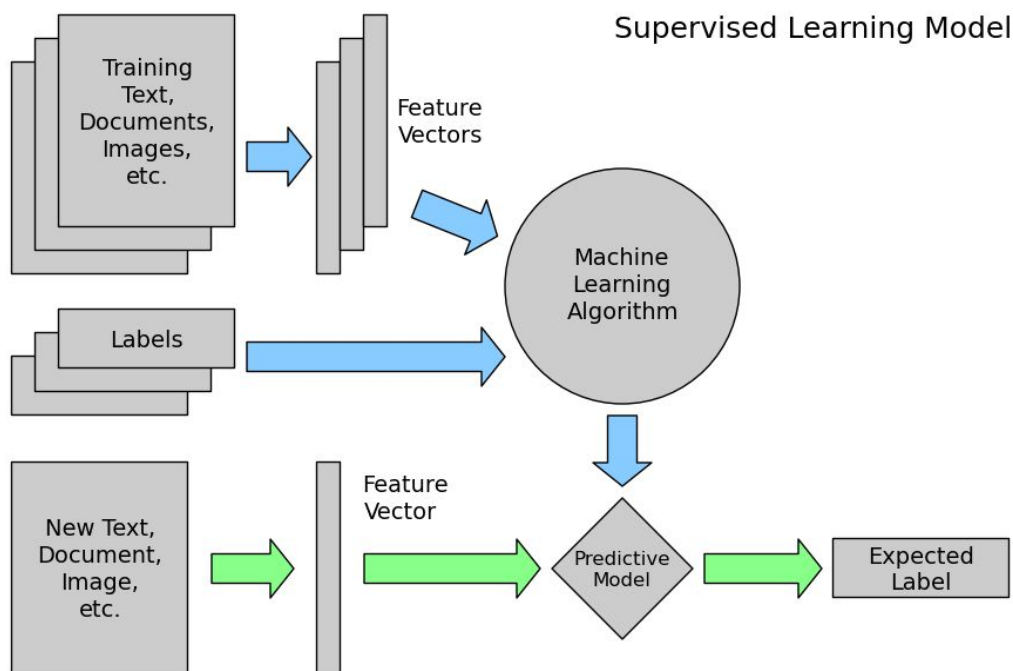 Supervised Learning Model
Training
Text,
Documents,
Images,
etc.
Feature
Vectors
Machine
Learning
Algorithm
Labels
New Text,
Document,
Image,
etc.
Feature
Vector
Predictive
Model
Expected
Label